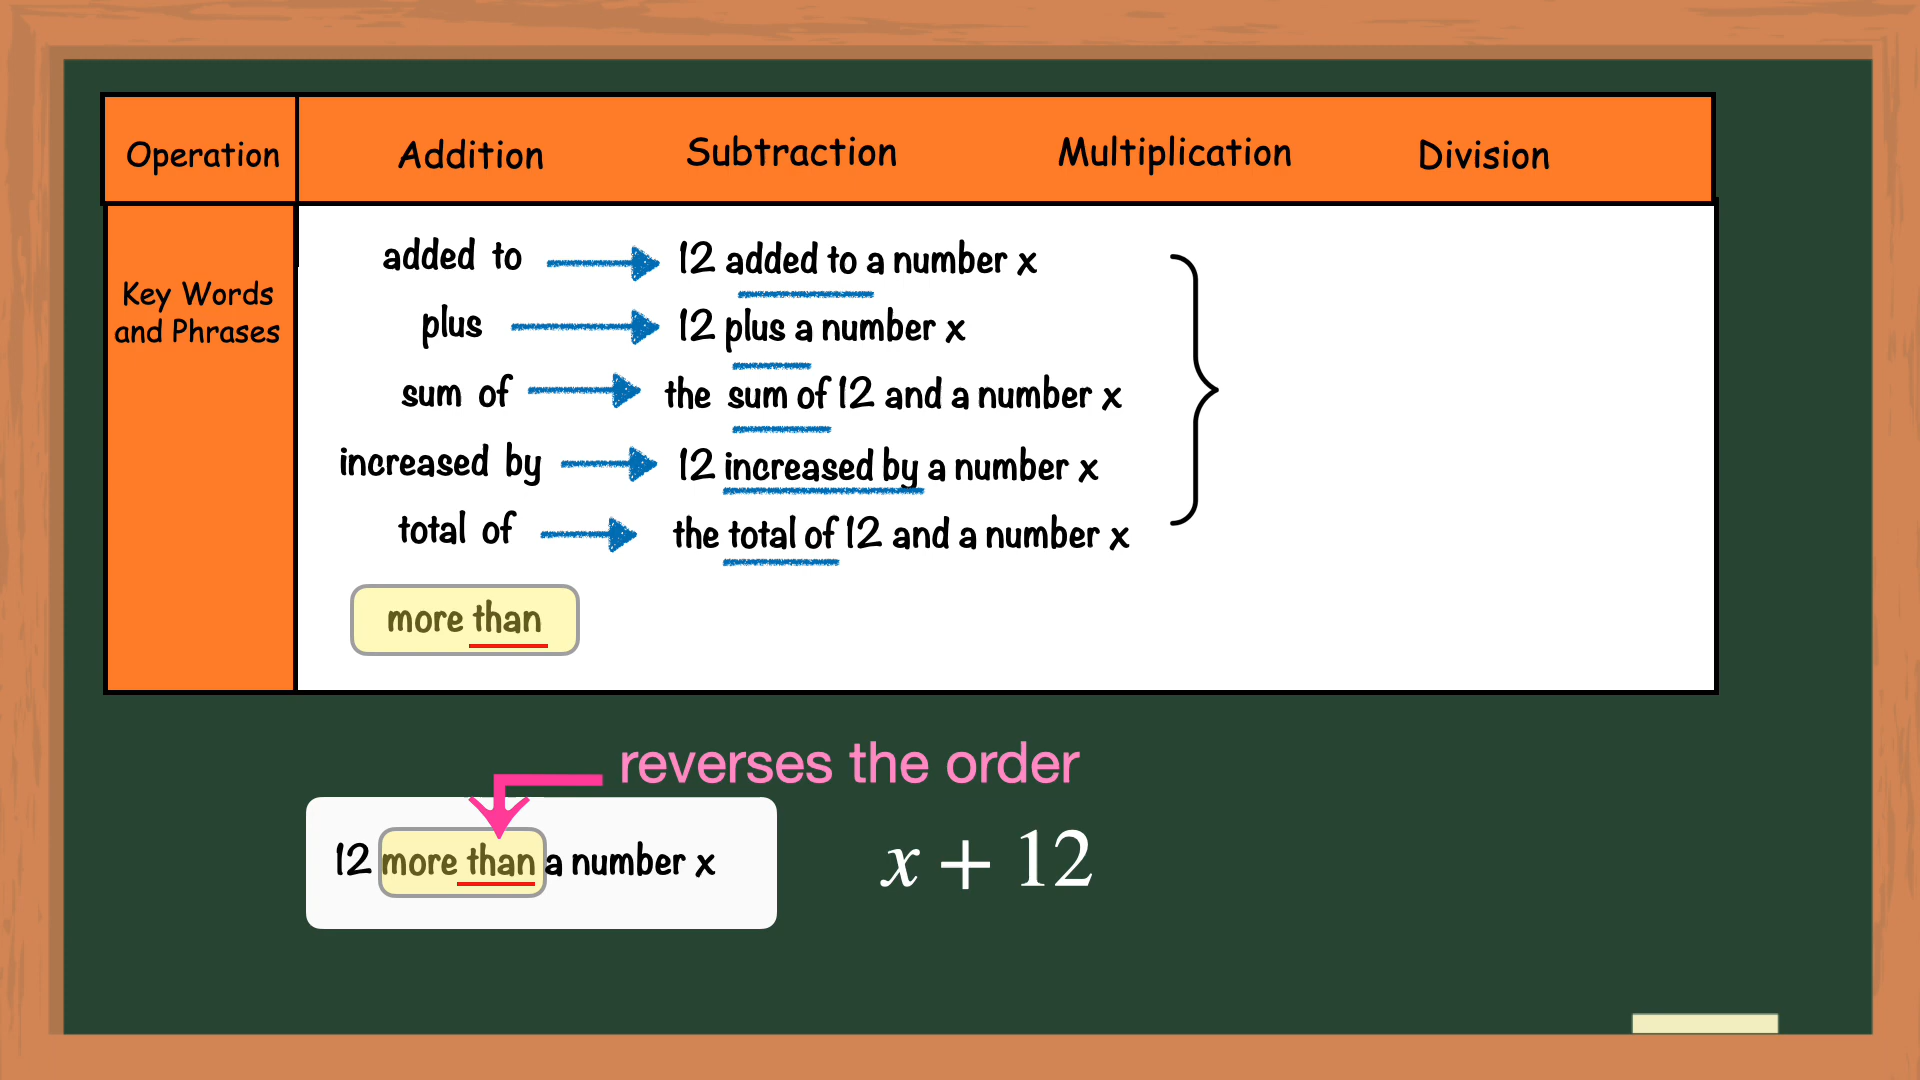 Operation Addition Subtraction Multiplication Division
Key Words
and Phrases
added to 12 added to a number x
plus 12 plus a number x
sum of the sum of 12 and a number x
increased by 12 increased by a number x
total of the total of 12 and a number x
more than
reverses the order
12 more than a number x
x + 12